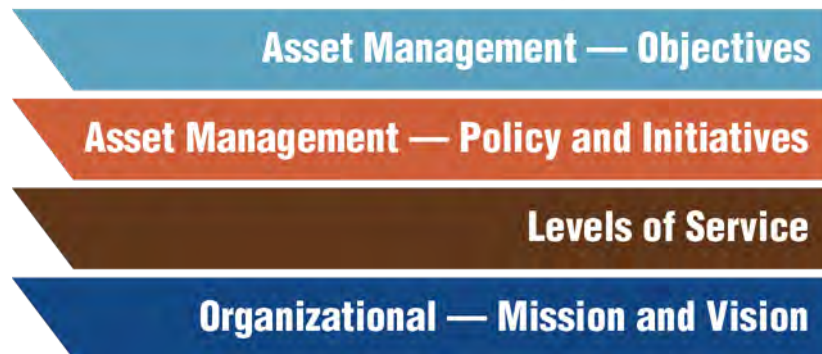 Asset Management — Objectives
Asset Management — Policy and Initiatives
Levels of Service
Organizational — Mission and Vision